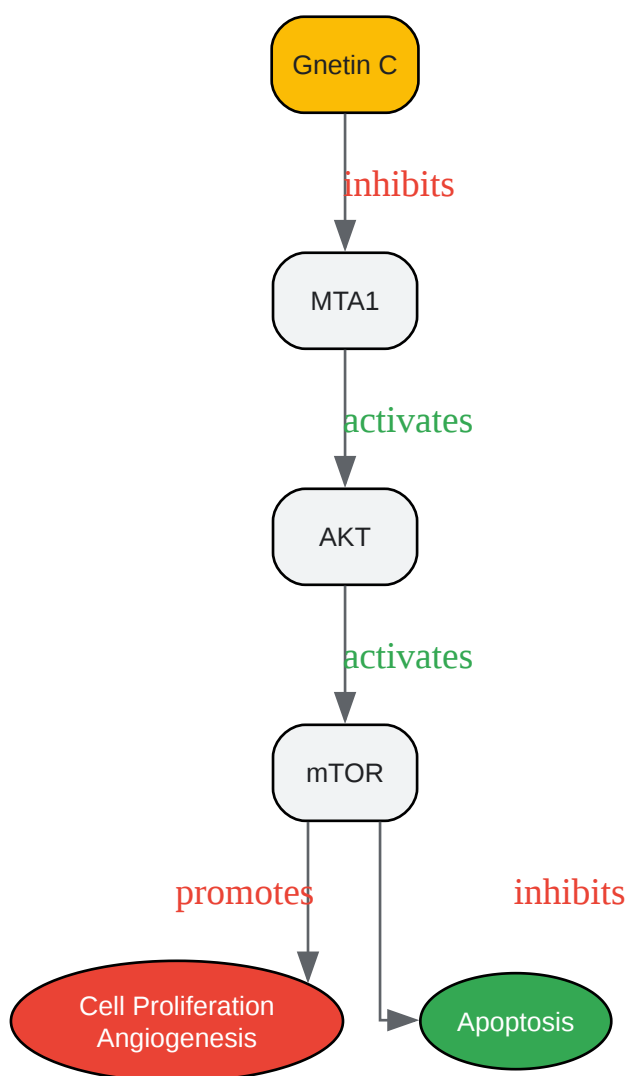 Gnetin C
inhibits
MTA1
activates
AKT
activates
mTOR
promotes
inhibits
Cell Proliferation
Angiogenesis
Apoptosis